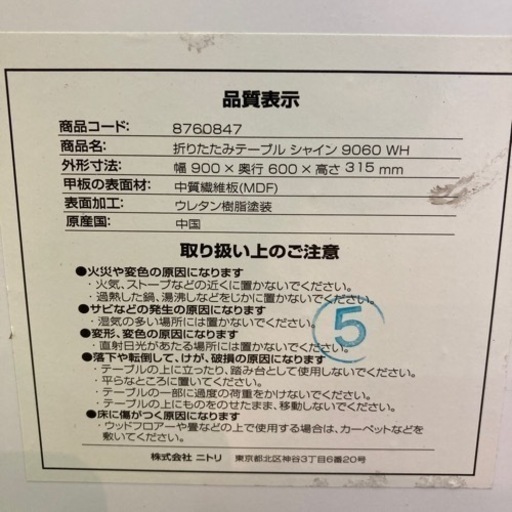 品質表示
商品コード: 8760847
商品名: 折りたたみテーブル シャイン 9060 WH
外形寸法: 幅 900×奥行 600×高さ 315 mm
甲板の表面材: 中質繊維板(MDF)
表面加工: ウレタン樹脂塗装
原産国: 中国
取り扱い上のご注意
●火災や変色の原因になります
・火気、ストーブなどの近くに置かないでください。
・過熱した鍋、湯沸しなどをじかに置かないでください。
●サビなどの発生の原因になります
・湿気の多い場所には置かないでください。
●変形、変色の原因になります
・直射日光があたる場所に置かないでください。
●落下や転倒して、けが、破損の原因になります
・テーブルの上に立ったり、踏み台として使用しないでください。
・平らなところに置いてください。
・テーブルの一部に過度の荷重をかけないでください。
・テーブルの上にものをのせたまま、移動しないでください。
●床に傷がつく原因になります
・ウッドフロアーや畳などの上で使用する場合は、カーペットなどを
敷いてください。
株式会社 ニトリ 東京都北区神谷3丁目6番20号
5